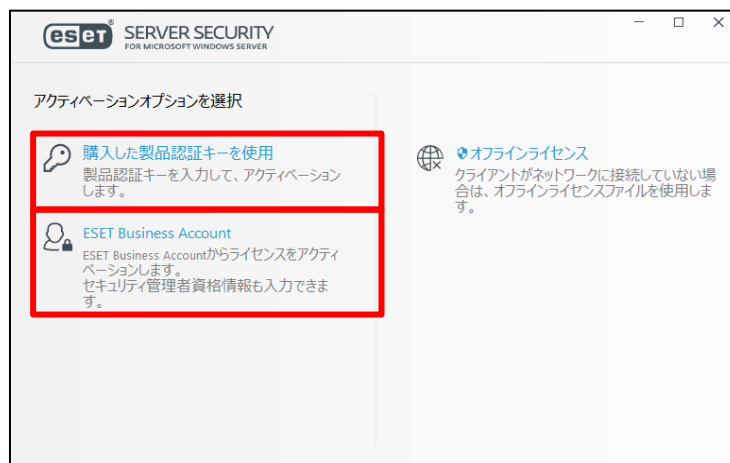 eset SERVER SECURITY
FOR MICROSOFT WINDOWS SERVER
アクティベーションオプションを選択
購入した製品認証キーを使用
製品認証キーを入力して、アクティベーション
します。
ESET Business Account
ESET Business Accountからライセンスをアクティ
ベーションします。
セキュリティ管理者資格情報も入力できま
す。
オフラインライセンス
クライアントがネットワークに接続していない場
合は、オフラインライセンスファイルを使用しま
す。